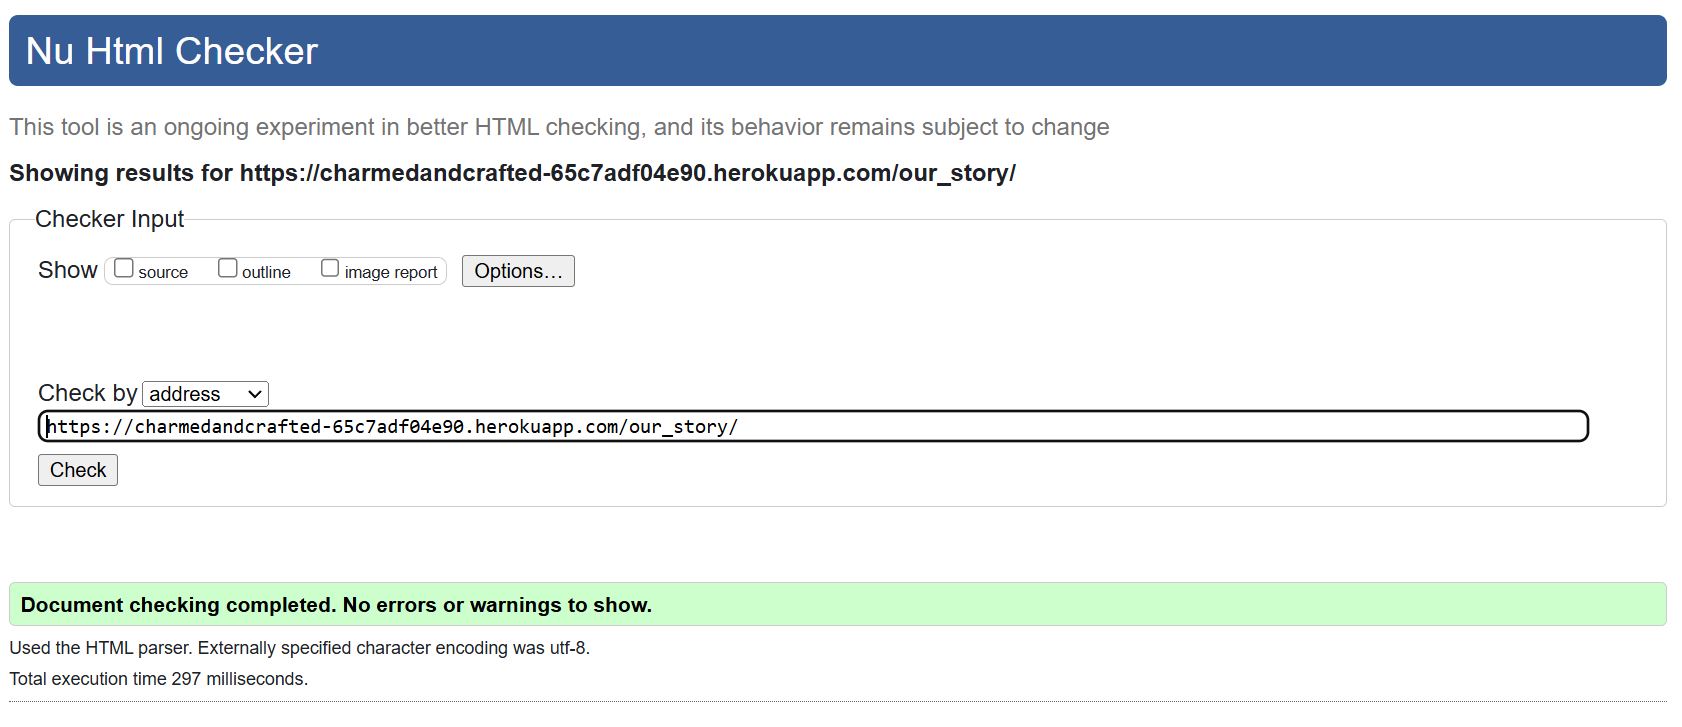 Nu Html Checker
This tool is an ongoing experiment in better HTML checking, and its behavior remains subject to change
Showing results for https://charmedandcrafted-65c7adf04e90.herokuapp.com/our_story/
Checker Input
Show source outline image report Options…
Check by address
https://charmedandcrafted-65c7adf04e90.herokuapp.com/our_story/
Check
Document checking completed. No errors or warnings to show.
Used the HTML parser. Externally specified character encoding was utf-8.
Total execution time 297 milliseconds.